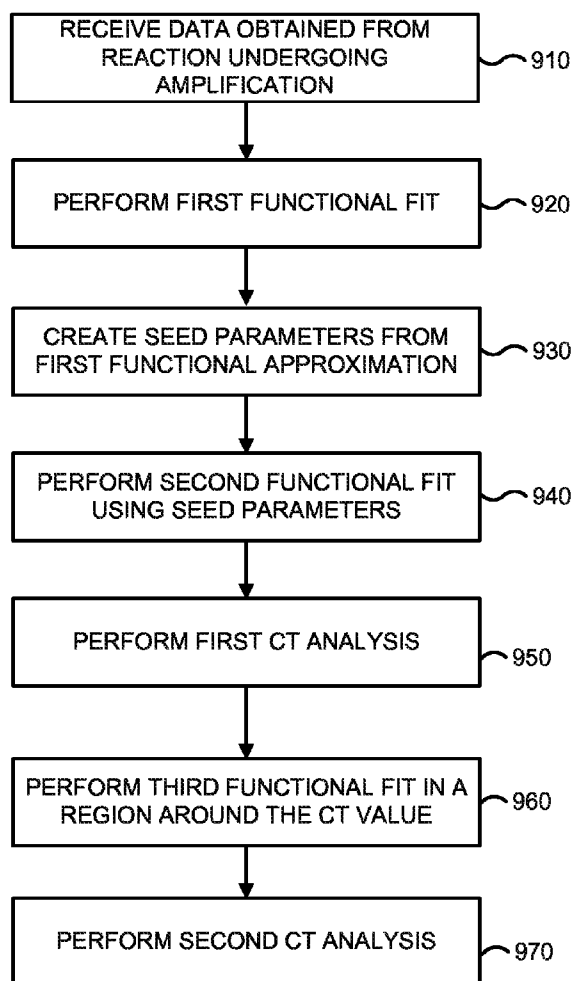 RECEIVE DATA OBTAINED FROM
REACTION UNDERGOING
AMPLIFICATION
910
PERFORM FIRST FUNCTIONAL FIT
920
CREATE SEED PARAMETERS FROM
FIRST FUNCTIONAL APPROXIMATION
930
PERFORM SECOND FUNCTIONAL FIT
USING SEED PARAMETERS
940
PERFORM FIRST CT ANALYSIS
950
PERFORM THIRD FUNCTIONAL FIT IN A
REGION AROUND THE CT VALUE
960
PERFORM SECOND CT ANALYSIS
970